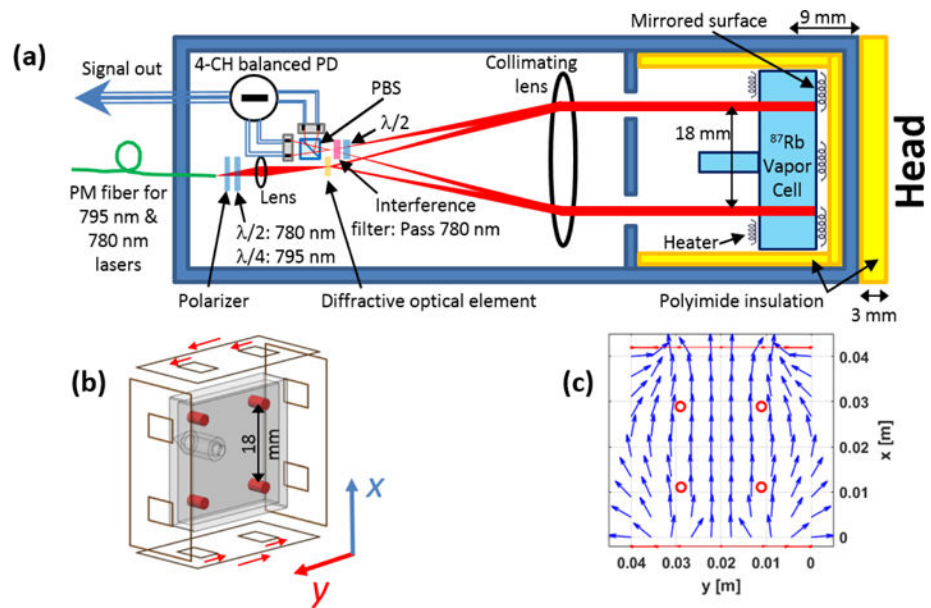 (a)
Signal out
4-CH balanced PD
PBS
λ/2
Collimating
lens
Mirrored surface
9 mm
18 mm
87Rb
Vapor
Cell
Head
PM fiber for
795 nm &
780 nm
lasers
Lens
λ/2: 780 nm
λ/4: 795 nm
Interference
filter: Pass 780 nm
Heater
Polarizer
Diffractive optical element
Polyimide insulation
3 mm
(b)
18
mm
x
y
(c)
0.04
0.03
0.02
0.01
0
x [m]
0.04 0.03 0.02 0.01 0
y [m]